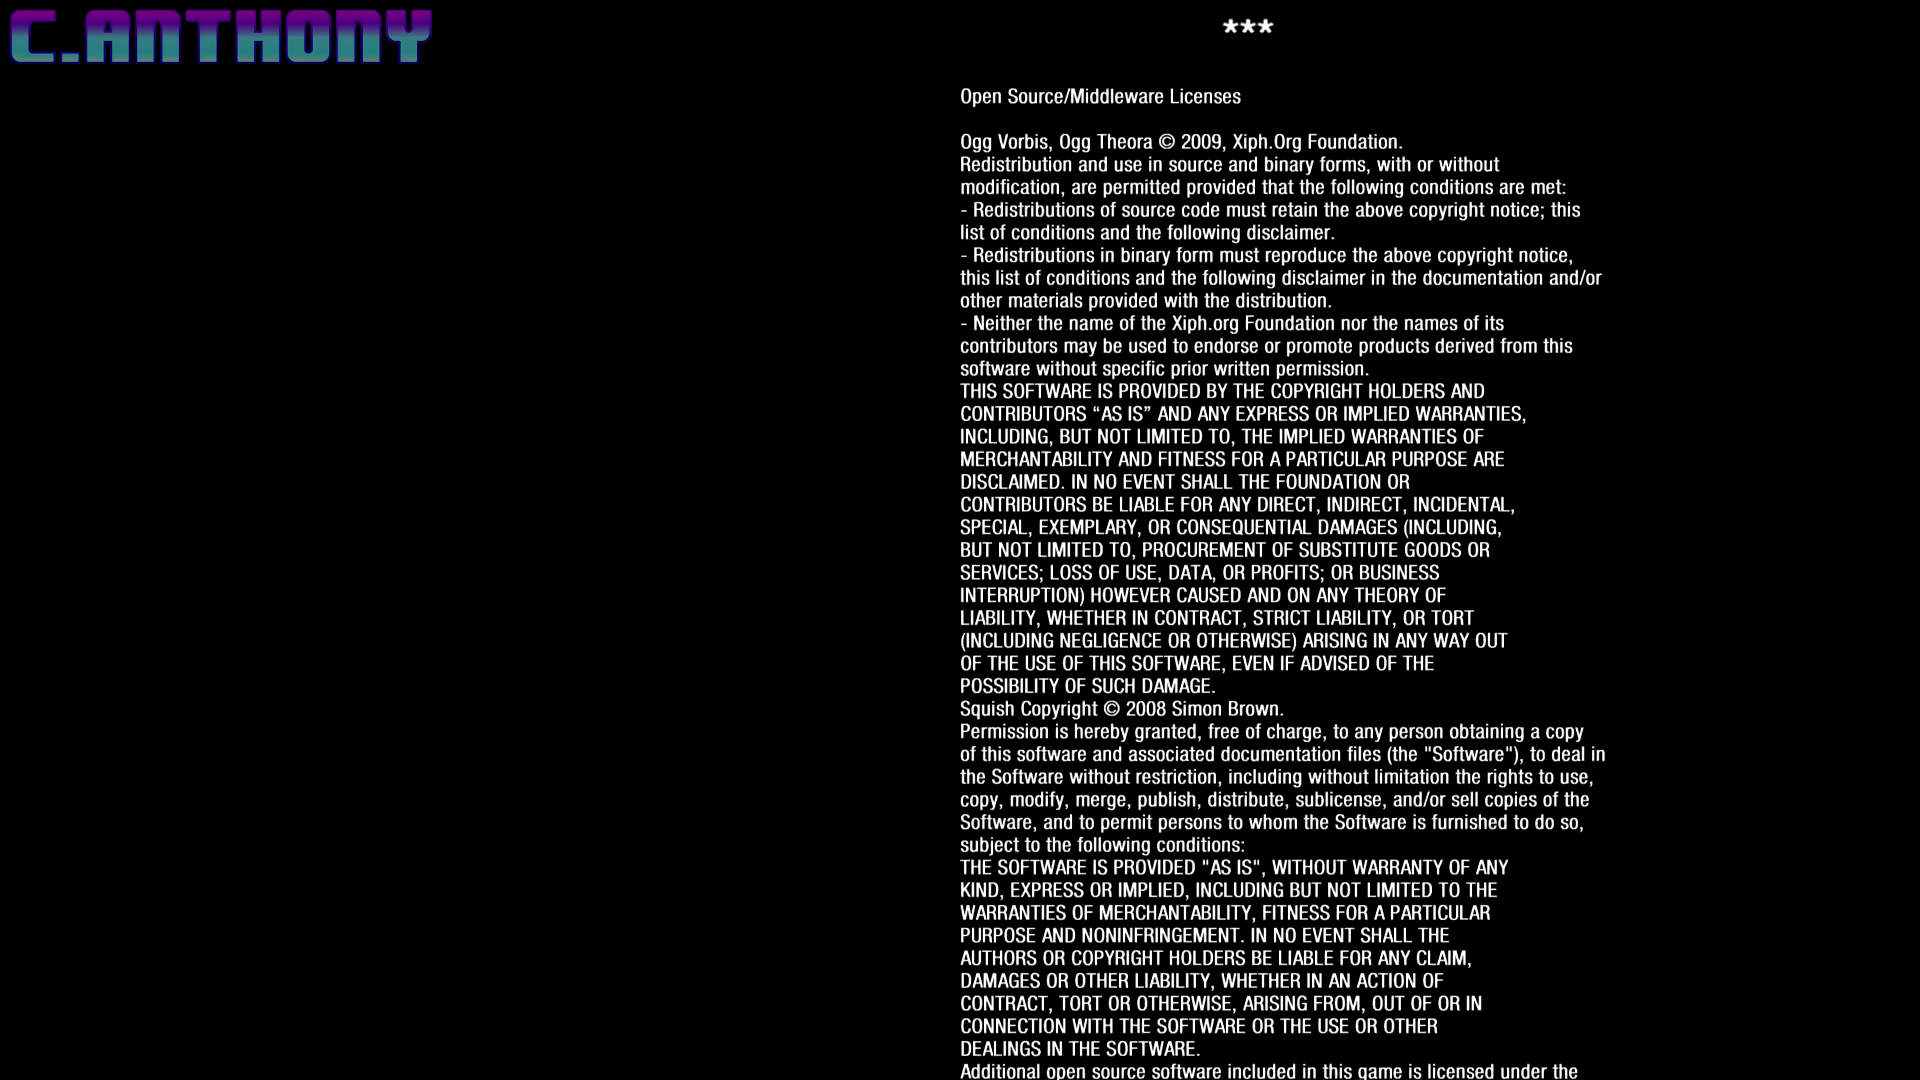 C.ANTHONY
***
Open Source/Middleware Licenses
Ogg Vorbis, Ogg Theora © 2009, Xiph.Org Foundation.
Redistribution and use in source and binary forms, with or without
modification, are permitted provided that the following conditions are met:
- Redistributions of source code must retain the above copyright notice; this
list of conditions and the following disclaimer.
- Redistributions in binary form must reproduce the above copyright notice,
this list of conditions and the following disclaimer in the documentation and/or
other materials provided with the distribution.
- Neither the name of the Xiph.org Foundation nor the names of its
contributors may be used to endorse or promote products derived from this
software without specific prior written permission.
THIS SOFTWARE IS PROVIDED BY THE COPYRIGHT HOLDERS AND
CONTRIBUTORS “AS IS” AND ANY EXPRESS OR IMPLIED WARRANTIES,
INCLUDING, BUT NOT LIMITED TO, THE IMPLIED WARRANTIES OF
MERCHANTABILITY AND FITNESS FOR A PARTICULAR PURPOSE ARE
DISCLAIMED. IN NO EVENT SHALL THE FOUNDATION OR
CONTRIBUTORS BE LIABLE FOR ANY DIRECT, INDIRECT, INCIDENTAL,
SPECIAL, EXEMPLARY, OR CONSEQUENTIAL DAMAGES (INCLUDING,
BUT NOT LIMITED TO, PROCUREMENT OF SUBSTITUTE GOODS OR
SERVICES; LOSS OF USE, DATA, OR PROFITS; OR BUSINESS
INTERRUPTION) HOWEVER CAUSED AND ON ANY THEORY OF
LIABILITY, WHETHER IN CONTRACT, STRICT LIABILITY, OR TORT
(INCLUDING NEGLIGENCE OR OTHERWISE) ARISING IN ANY WAY OUT
OF THE USE OF THIS SOFTWARE, EVEN IF ADVISED OF THE
POSSIBILITY OF SUCH DAMAGE.
Squish Copyright © 2008 Simon Brown.
Permission is hereby granted, free of charge, to any person obtaining a copy
of this software and associated documentation files (the "Software"), to deal in
the Software without restriction, including without limitation the rights to use,
copy, modify, merge, publish, distribute, sublicense, and/or sell copies of the
Software, and to permit persons to whom the Software is furnished to do so,
subject to the following conditions:
THE SOFTWARE IS PROVIDED "AS IS", WITHOUT WARRANTY OF ANY
KIND, EXPRESS OR IMPLIED, INCLUDING BUT NOT LIMITED TO THE
WARRANTIES OF MERCHANTABILITY, FITNESS FOR A PARTICULAR
PURPOSE AND NONINFRINGEMENT. IN NO EVENT SHALL THE
AUTHORS OR COPYRIGHT HOLDERS BE LIABLE FOR ANY CLAIM,
DAMAGES OR OTHER LIABILITY, WHETHER IN AN ACTION OF
CONTRACT, TORT OR OTHERWISE, ARISING FROM, OUT OF OR IN
CONNECTION WITH THE SOFTWARE OR THE USE OR OTHER
DEALINGS IN THE SOFTWARE.
Additional open source software included in this game is licensed under the